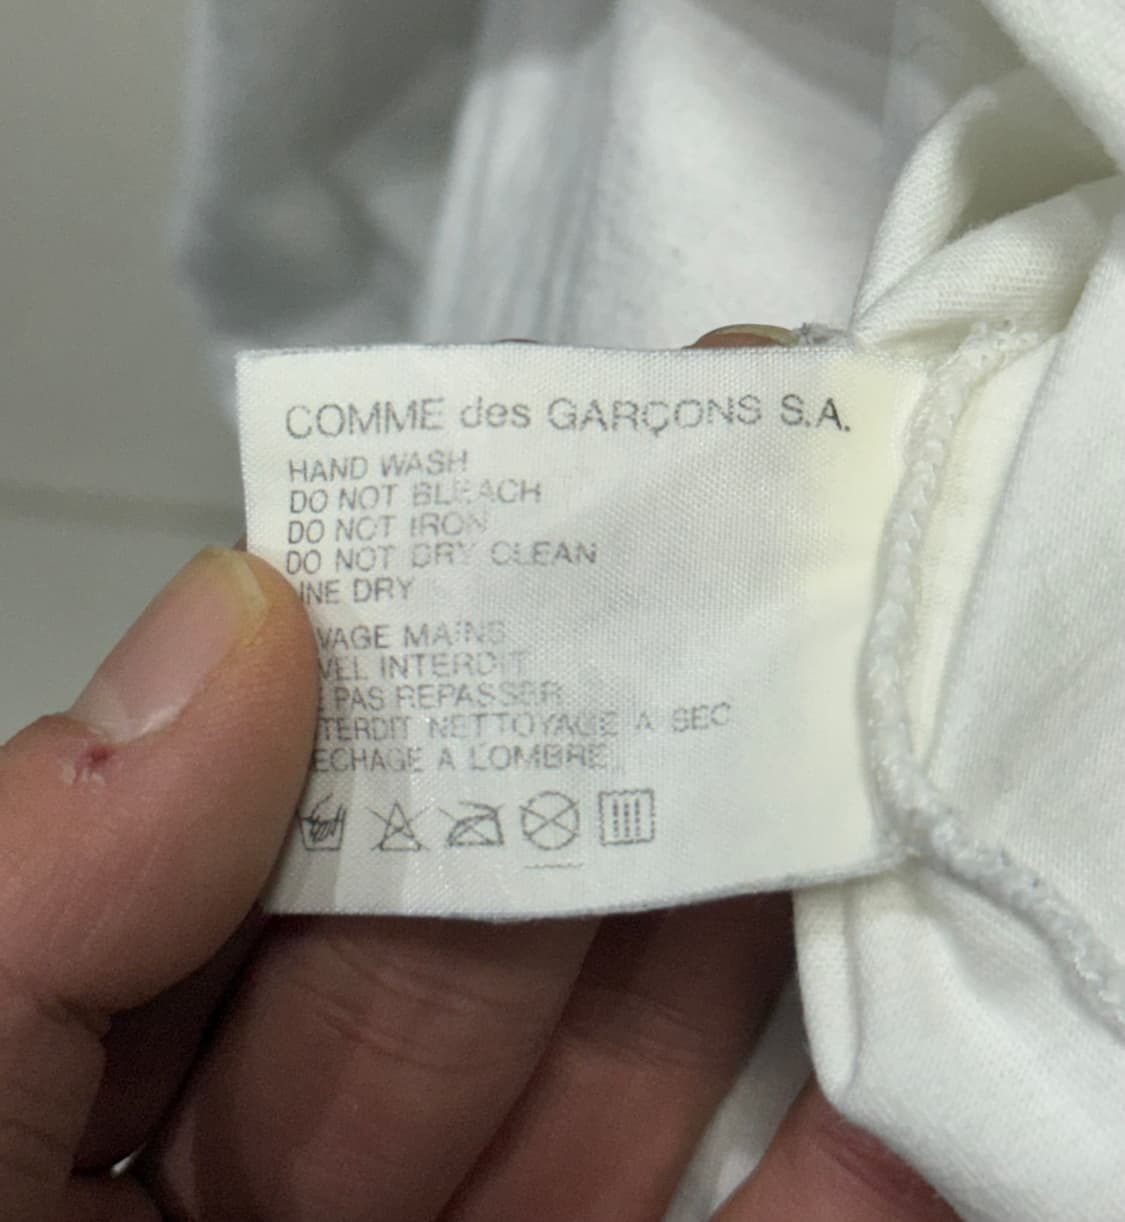 COMME des GARÇONS S.A.
HAND WASH
DO NOT BLEACH
DO NOT IRON
DO NOT DRY CLEAN
INE DRY
VAGE MAINS
VEL INTERDIT
PAS REPASSER
TERDIT NETTOYAGE A SEC
ECHAGE A L'OMBRE